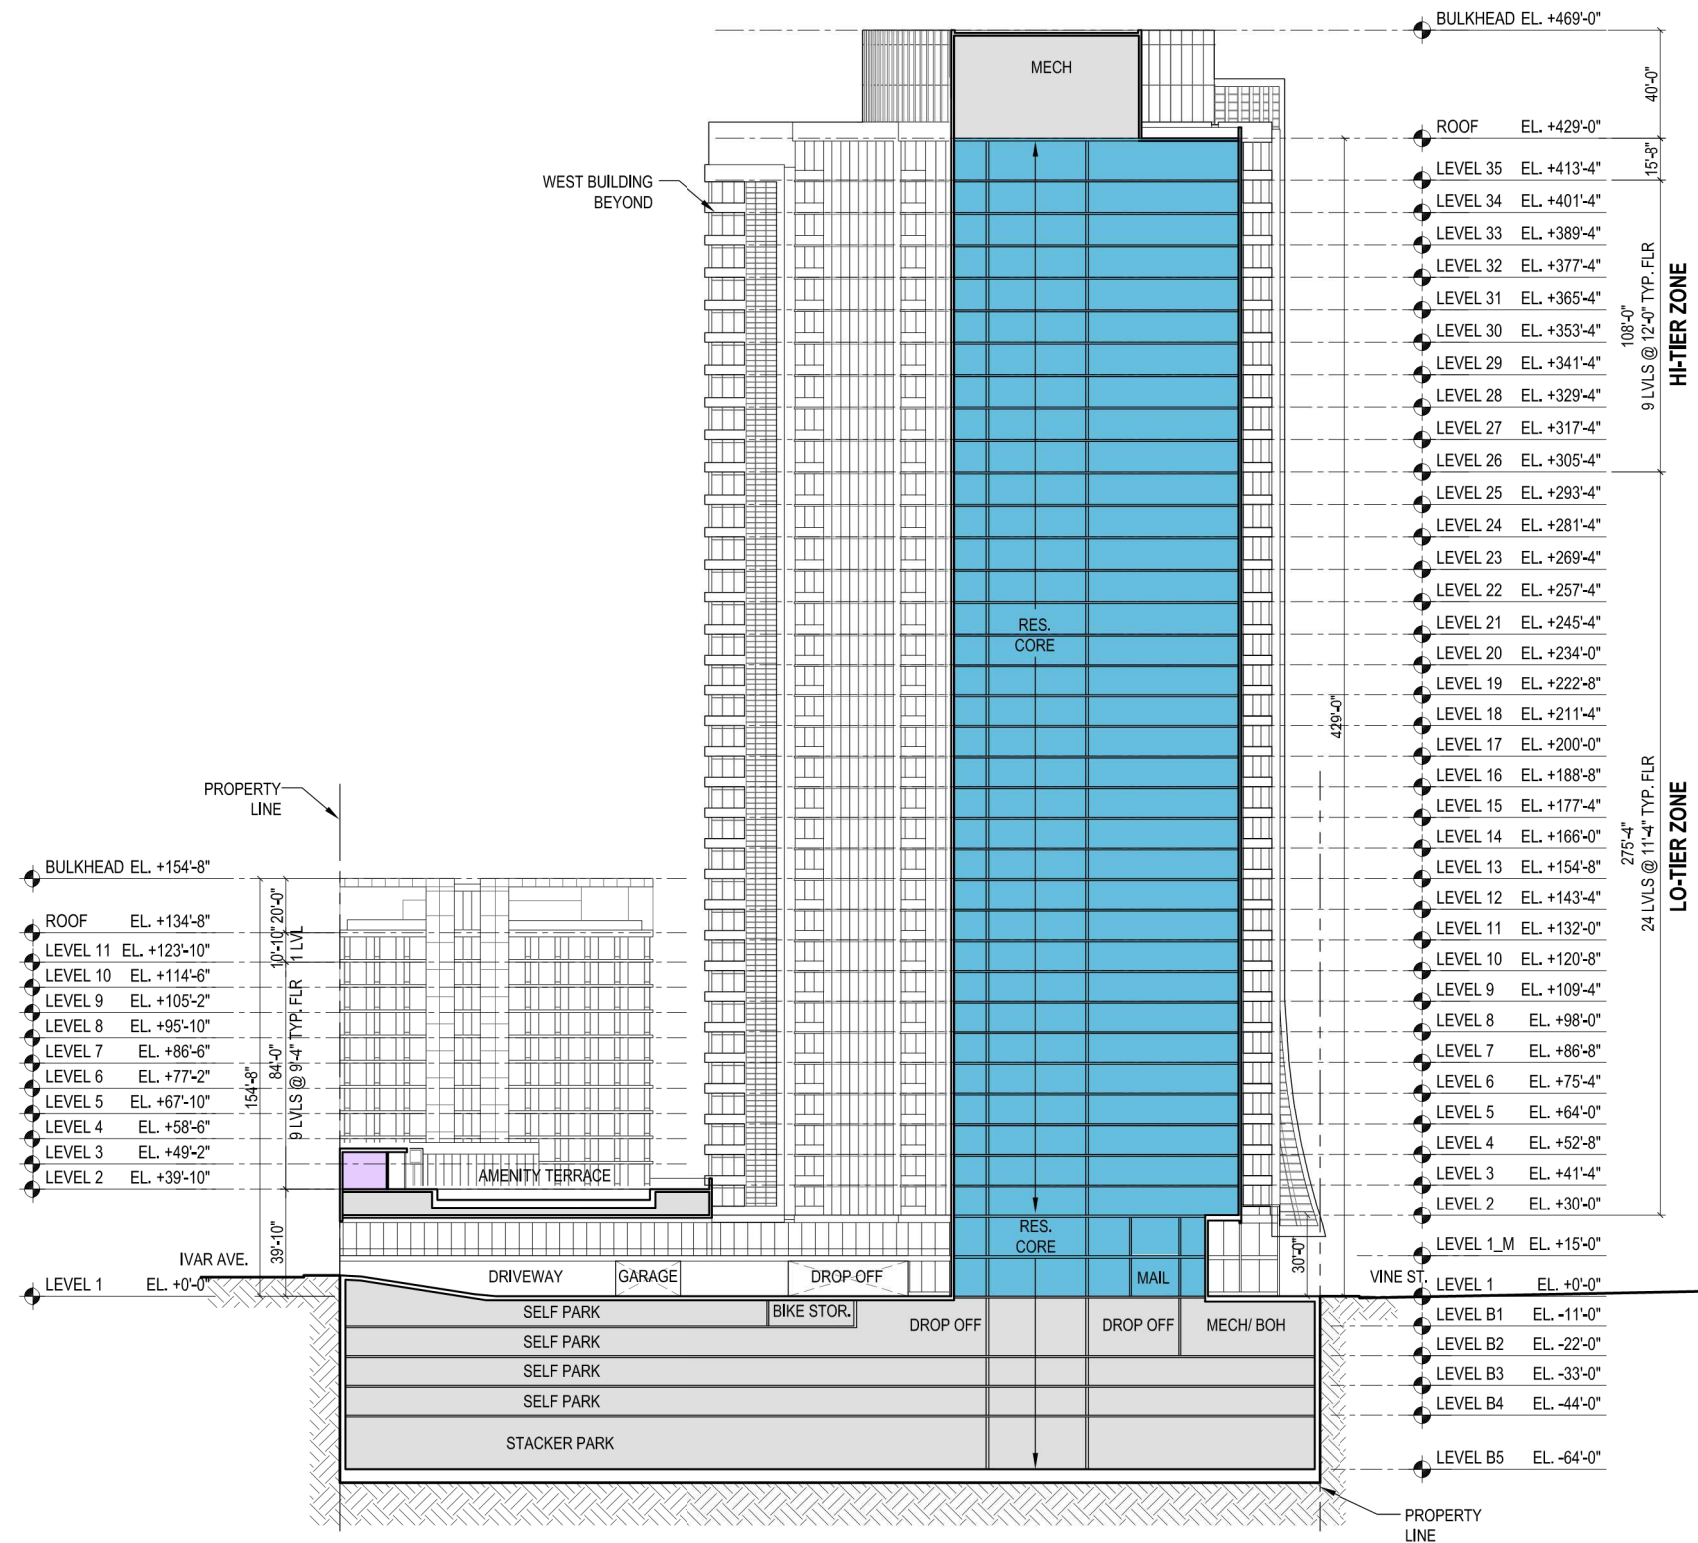 BULKHEAD EL. +469'-0"
MECH
40'-0"
ROOF EL. +429'-0"
15'-8"
LEVEL 35 EL. +413'-4"
WEST BUILDING
BEYOND
LEVEL 34 EL. +401'-4"
LEVEL 33 EL. +389'-4"
LEVEL 32 EL. +377'-4"
LEVEL 31 EL. +365'-4"
LEVEL 30 EL. +353'-4"
LEVEL 29 EL. +341'-4"
LEVEL 28 EL. +329'-4"
LEVEL 27 EL. +317'-4"
LEVEL 26 EL. +305'-4"
108'-0"
9 LVLS @ 12'-0" TYP. FLR
HI-TIER ZONE
LEVEL 25 EL. +293'-4"
LEVEL 24 EL. +281'-4"
LEVEL 23 EL. +269'-4"
LEVEL 22 EL. +257'-4"
LEVEL 21 EL. +245'-4"
LEVEL 20 EL. +234'-0"
LEVEL 19 EL. +222'-8"
LEVEL 18 EL. +211'-4"
LEVEL 17 EL. +200'-0"
LEVEL 16 EL. +188'-8"
LEVEL 15 EL. +177'-4"
LEVEL 14 EL. +166'-0"
LEVEL 13 EL. +154'-8"
LEVEL 12 EL. +143'-4"
LEVEL 11 EL. +132'-0"
LEVEL 10 EL. +120'-8"
LEVEL 9 EL. +109'-4"
LEVEL 8 EL. +98'-0"
LEVEL 7 EL. +86'-8"
LEVEL 6 EL. +75'-4"
LEVEL 5 EL. +64'-0"
LEVEL 4 EL. +52'-8"
LEVEL 3 EL. +41'-4"
LEVEL 2 EL. +30'-0"
LEVEL 1_M EL. +15'-0"
VINE ST.
LEVEL 1 EL. +0'-0"
LEVEL B1 EL. -11'-0"
LEVEL B2 EL. -22'-0"
LEVEL B3 EL. -33'-0"
LEVEL B4 EL. -44'-0"
LEVEL B5 EL. -64'-0"
275'-4"
24 LVLS @ 11'-4" TYP. FLR
LO-TIER ZONE
429'-0"
30'-0"
RES.
CORE
RES.
CORE
MAIL
PROPERTY
LINE
BULKHEAD EL. +154'-8"
ROOF EL. +134'-8"
LEVEL 11 EL. +123'-10"
LEVEL 10 EL. +114'-6"
LEVEL 9 EL. +105'-2"
LEVEL 8 EL. +95'-10"
LEVEL 7 EL. +86'-6"
LEVEL 6 EL. +77'-2"
LEVEL 5 EL. +67'-10"
LEVEL 4 EL. +58'-6"
LEVEL 3 EL. +49'-2"
LEVEL 2 EL. +39'-10"
IVAR AVE.
LEVEL 1 EL. +0'-0"
154'-8"
20'-0"
10'-10"
1 LVL
84'-0"
9 LVLS @ 9'-4" TYP. FLR
39'-10"
AMENITY TERRACE
DRIVEWAY
GARAGE
DROP OFF
SELF PARK
BIKE STOR.
DROP OFF
DROP OFF
MECH/ BOH
SELF PARK
SELF PARK
SELF PARK
STACKER PARK
PROPERTY
LINE